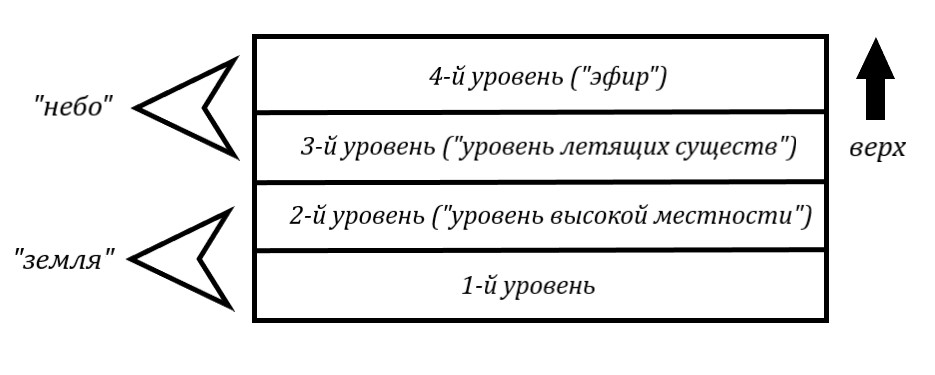 4-й уровень ("эфир")
"небо"
3-й уровень ("уровень летящих существ")
верх
2-й уровень ("уровень высокой местности")
"земля"
1-й уровень